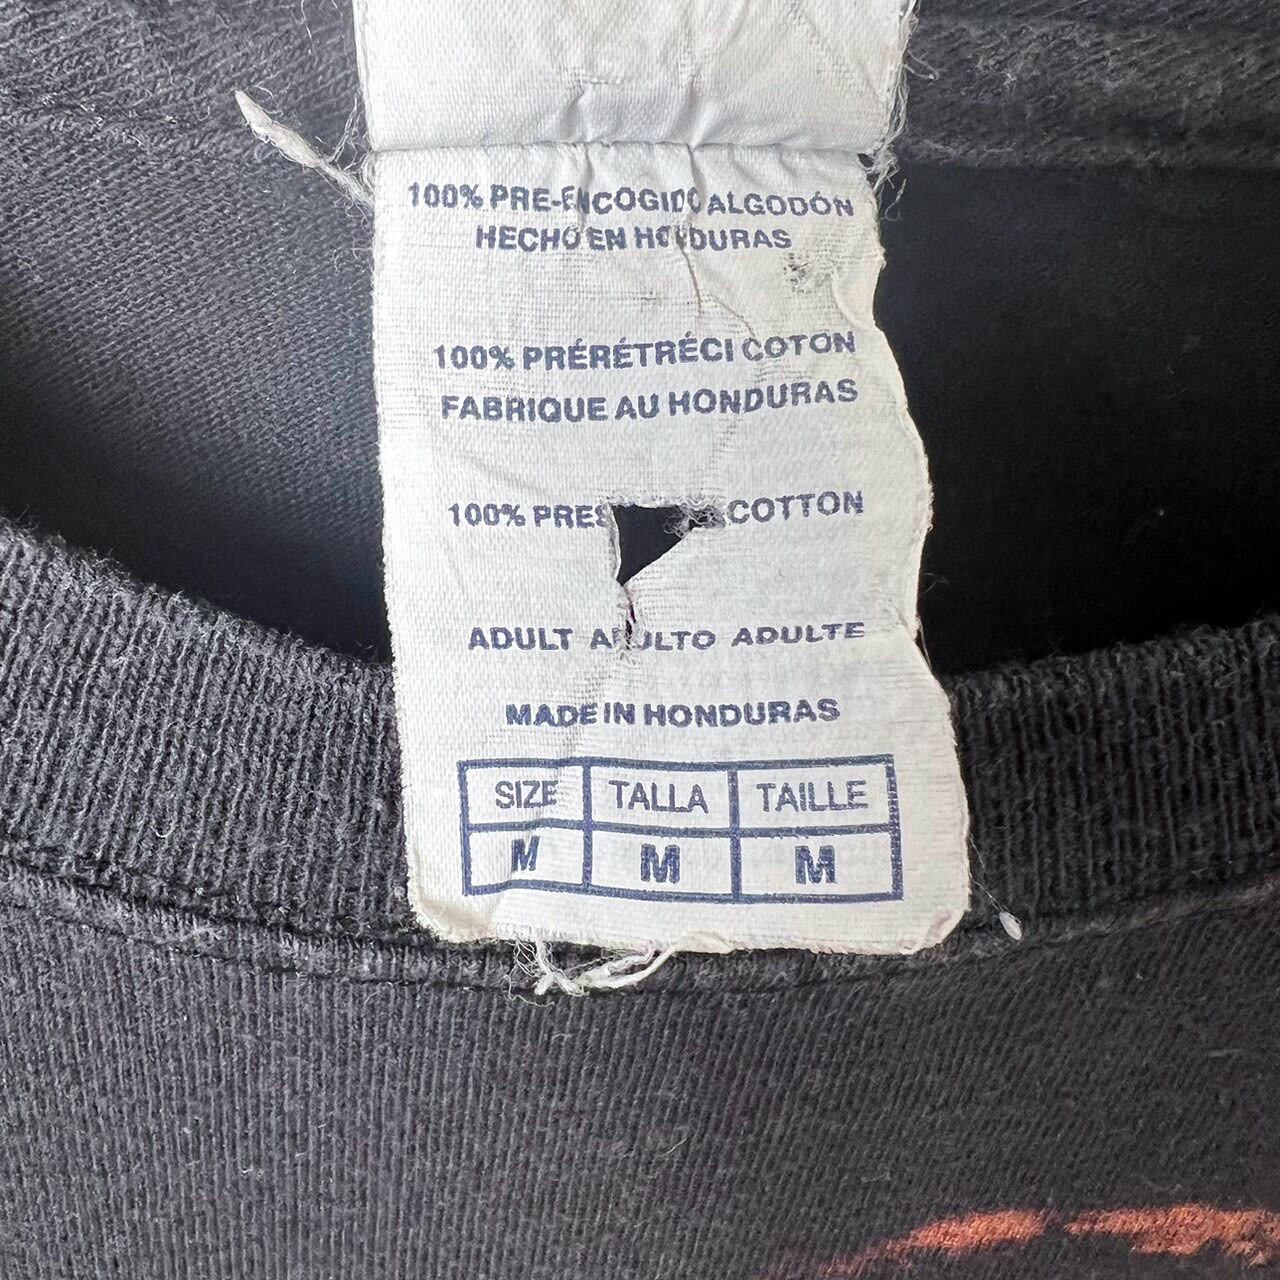 100% PRE-ENCOGIDO ALGODÓN
HECHO EN HONDURAS
100% PRÉRÉTRÉCI COTON
FABRIQUE AU HONDURAS
100% COTTON
ADULT ADULTO ADULTE
MADE IN HONDURAS
SIZE TALLA TAILLE
M M M